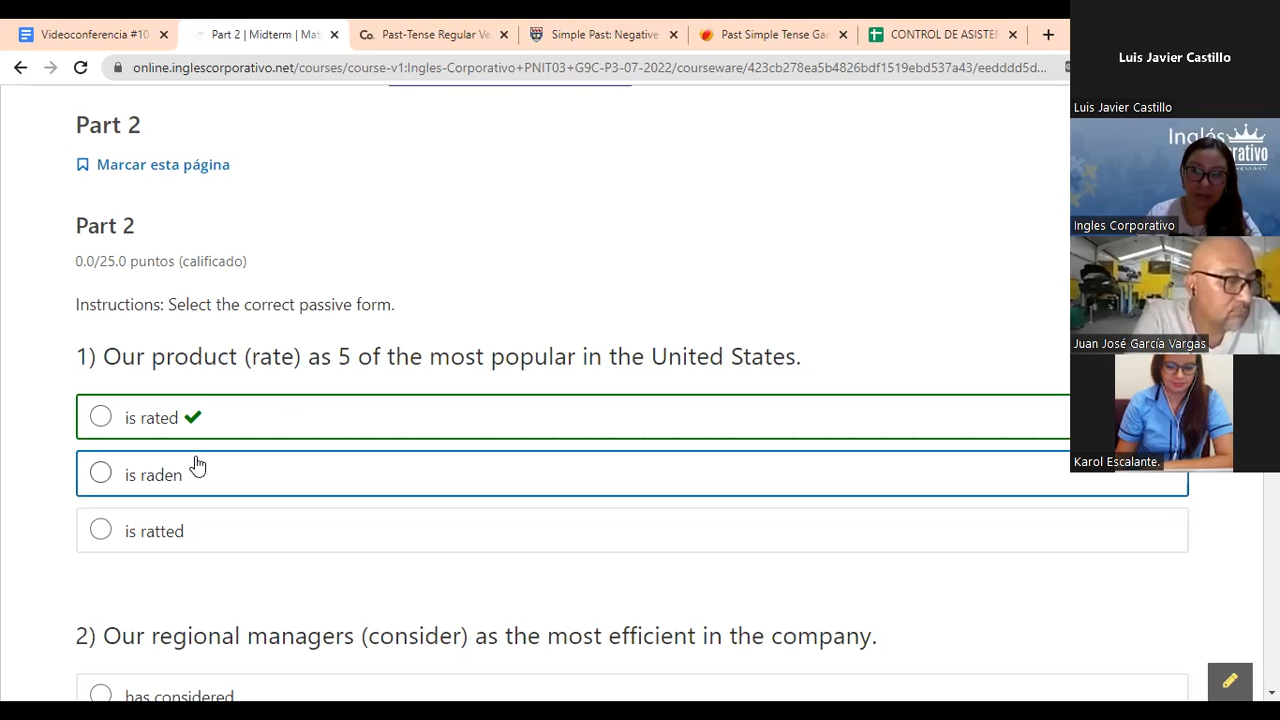 Videoconferencia #10
Part 2 | Midterm | Mat
Co. Past-Tense Regular Ve
Simple Past: Negative
Past Simple Tense Gar
CONTROL DE ASISTEN
online.inglescorporativo.net/courses/course-v1:Ingles-Corporativo+PNIT03+G9C-P3-07-2022/courseware/423cb278ea5b4826bdf1519ebd537a43/eedddd5d...
Part 2
Marcar esta página
Part 2
0.0/25.0 puntos (calificado)
Instructions: Select the correct passive form.
1) Our product (rate) as 5 of the most popular in the United States.
is rated
is raden
is ratted
2) Our regional managers (consider) as the most efficient in the company.
has considered
Luis Javier Castillo
Luis Javier Castillo
Inglés
rativo
Ingles Corporativo
Juan José García Vargas
Karol Escalante.